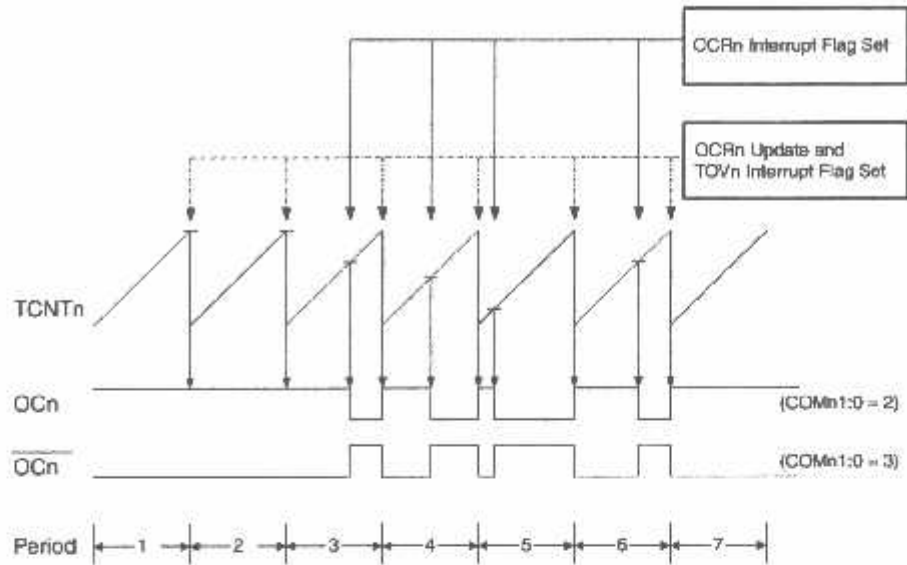 OCRn Interrupt Flag Set
OCRn Update and
TOVn Interrupt Flag Set
TCNTn
OCn
(COMn1:0 = 2)
OCn
(COMn1:0 = 3)
Period
1
2
3
4
5
6
7